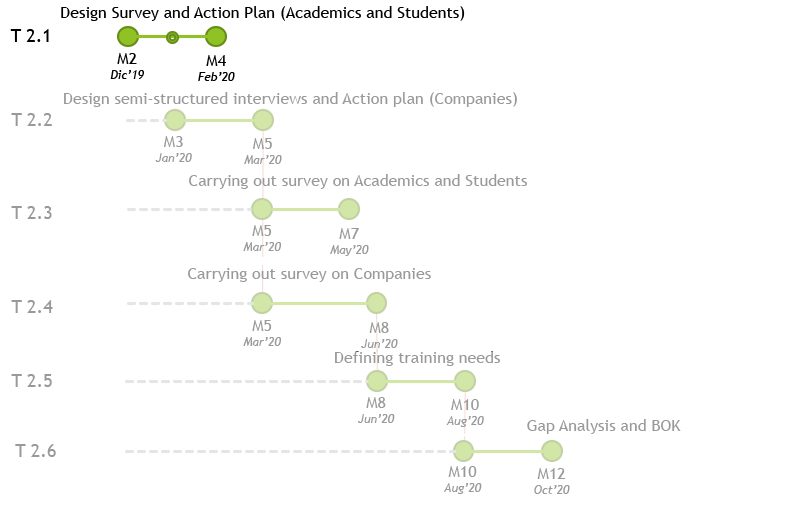 Design Survey and Action Plan (Academics and Students)
T 2.1
M2 M4
Dic'19 Feb'20
Design semi-structured interviews and Action plan (Companies)
T 2.2
M3 M5
Jan'20 Mar'20
Carrying out survey on Academics and Students
T 2.3
M5 M7
Mar'20 May'20
Carrying out survey on Companies
T 2.4
M5 M8
Mar'20 Jun'20
Defining training needs
T 2.5
M8 M10
Jun'20 Aug'20
Gap Analysis and BOK
T 2.6
M10 M12
Aug'20 Oct'20